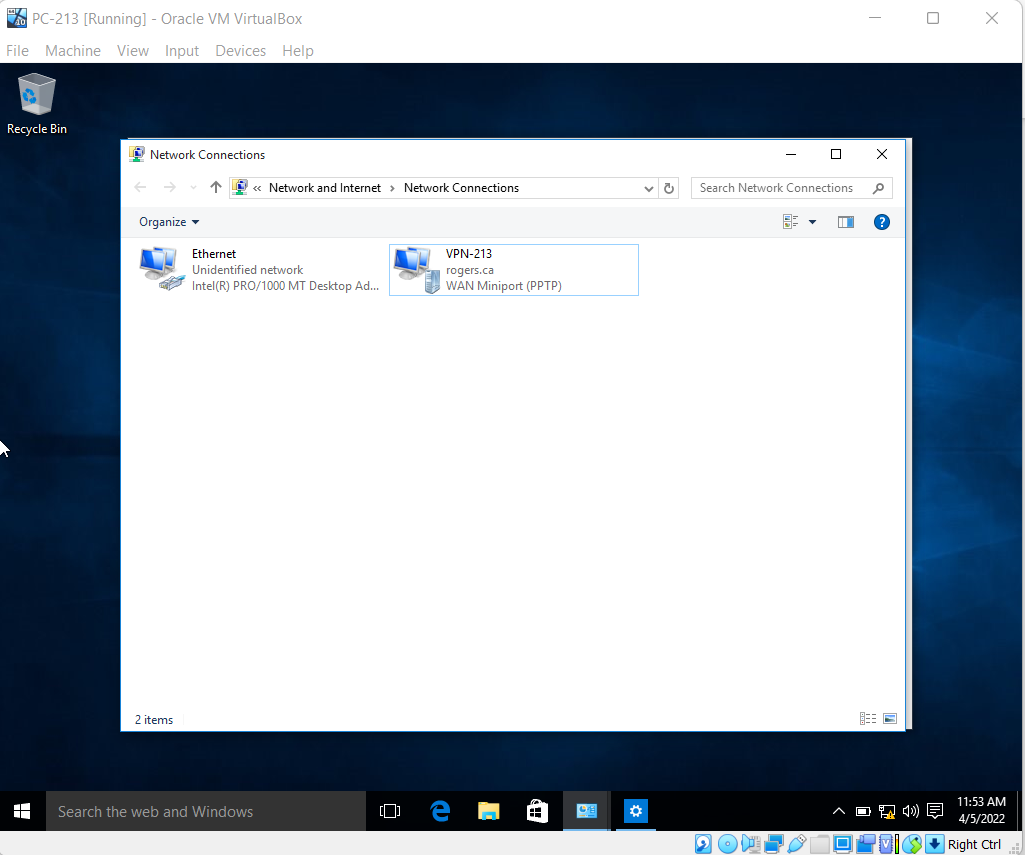 PC-213 [Running] - Oracle VM VirtualBox
File Machine View Input Devices Help
Recycle Bin
Network Connections
« Network and Internet › Network Connections
Search Network Connections
Organize
Ethernet
Unidentified network
Intel(R) PRO/1000 MT Desktop Ad...
VPN-213
rogers.ca
WAN Miniport (PPTP)
2 items
Search the web and Windows
11:53 AM
4/5/2022
Right Ctrl